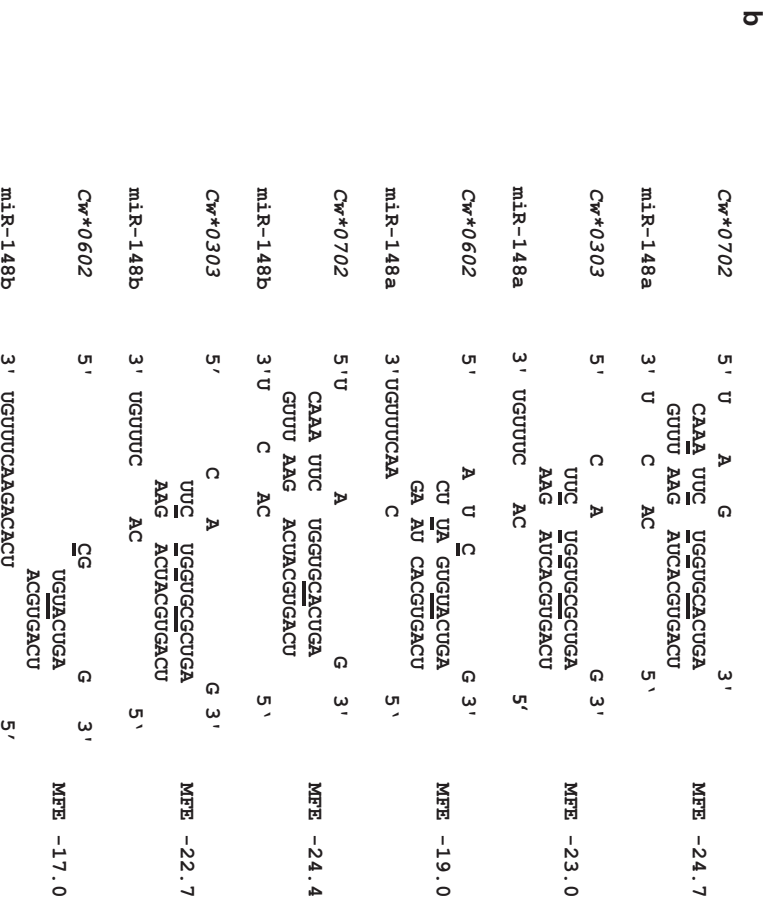 b
Cw*0702 5' U A G 3'
CAAA UUC UGGUGCACUGA MFE -24.7
GUUU AAG AUCACGUGACU
miR-148a 3' U C AC 5`
Cw*0303 5' C A G 3'
UUC UGGUGCGCUGA MFE -23.0
AAG AUCACGUGACU
miR-148a 3' UGUUUC AC 5′
Cw*0602 5' A U C G 3'
CU UA GUGUACUGA MFE -19.0
GA AU CACGUGACU
miR-148a 3'UGUUUCAA C 5`
Cw*0702 5'U A G 3'
CAAA UUC UGGUGCACUGA MFE -24.4
GUUU AAG ACUACGUGACU
miR-148b 3'U C AC 5`
Cw*0303 5′ C A G 3'
UUC UGGUGCGCUGA MFE -22.7
AAG ACUACGUGACU
miR-148b 3' UGUUUC AC 5`
Cw*0602 5' CG G 3'
UGUACUGA MFE -17.0
ACGUGACU
miR-148b 3' UGUUUCAAGACACU 5′